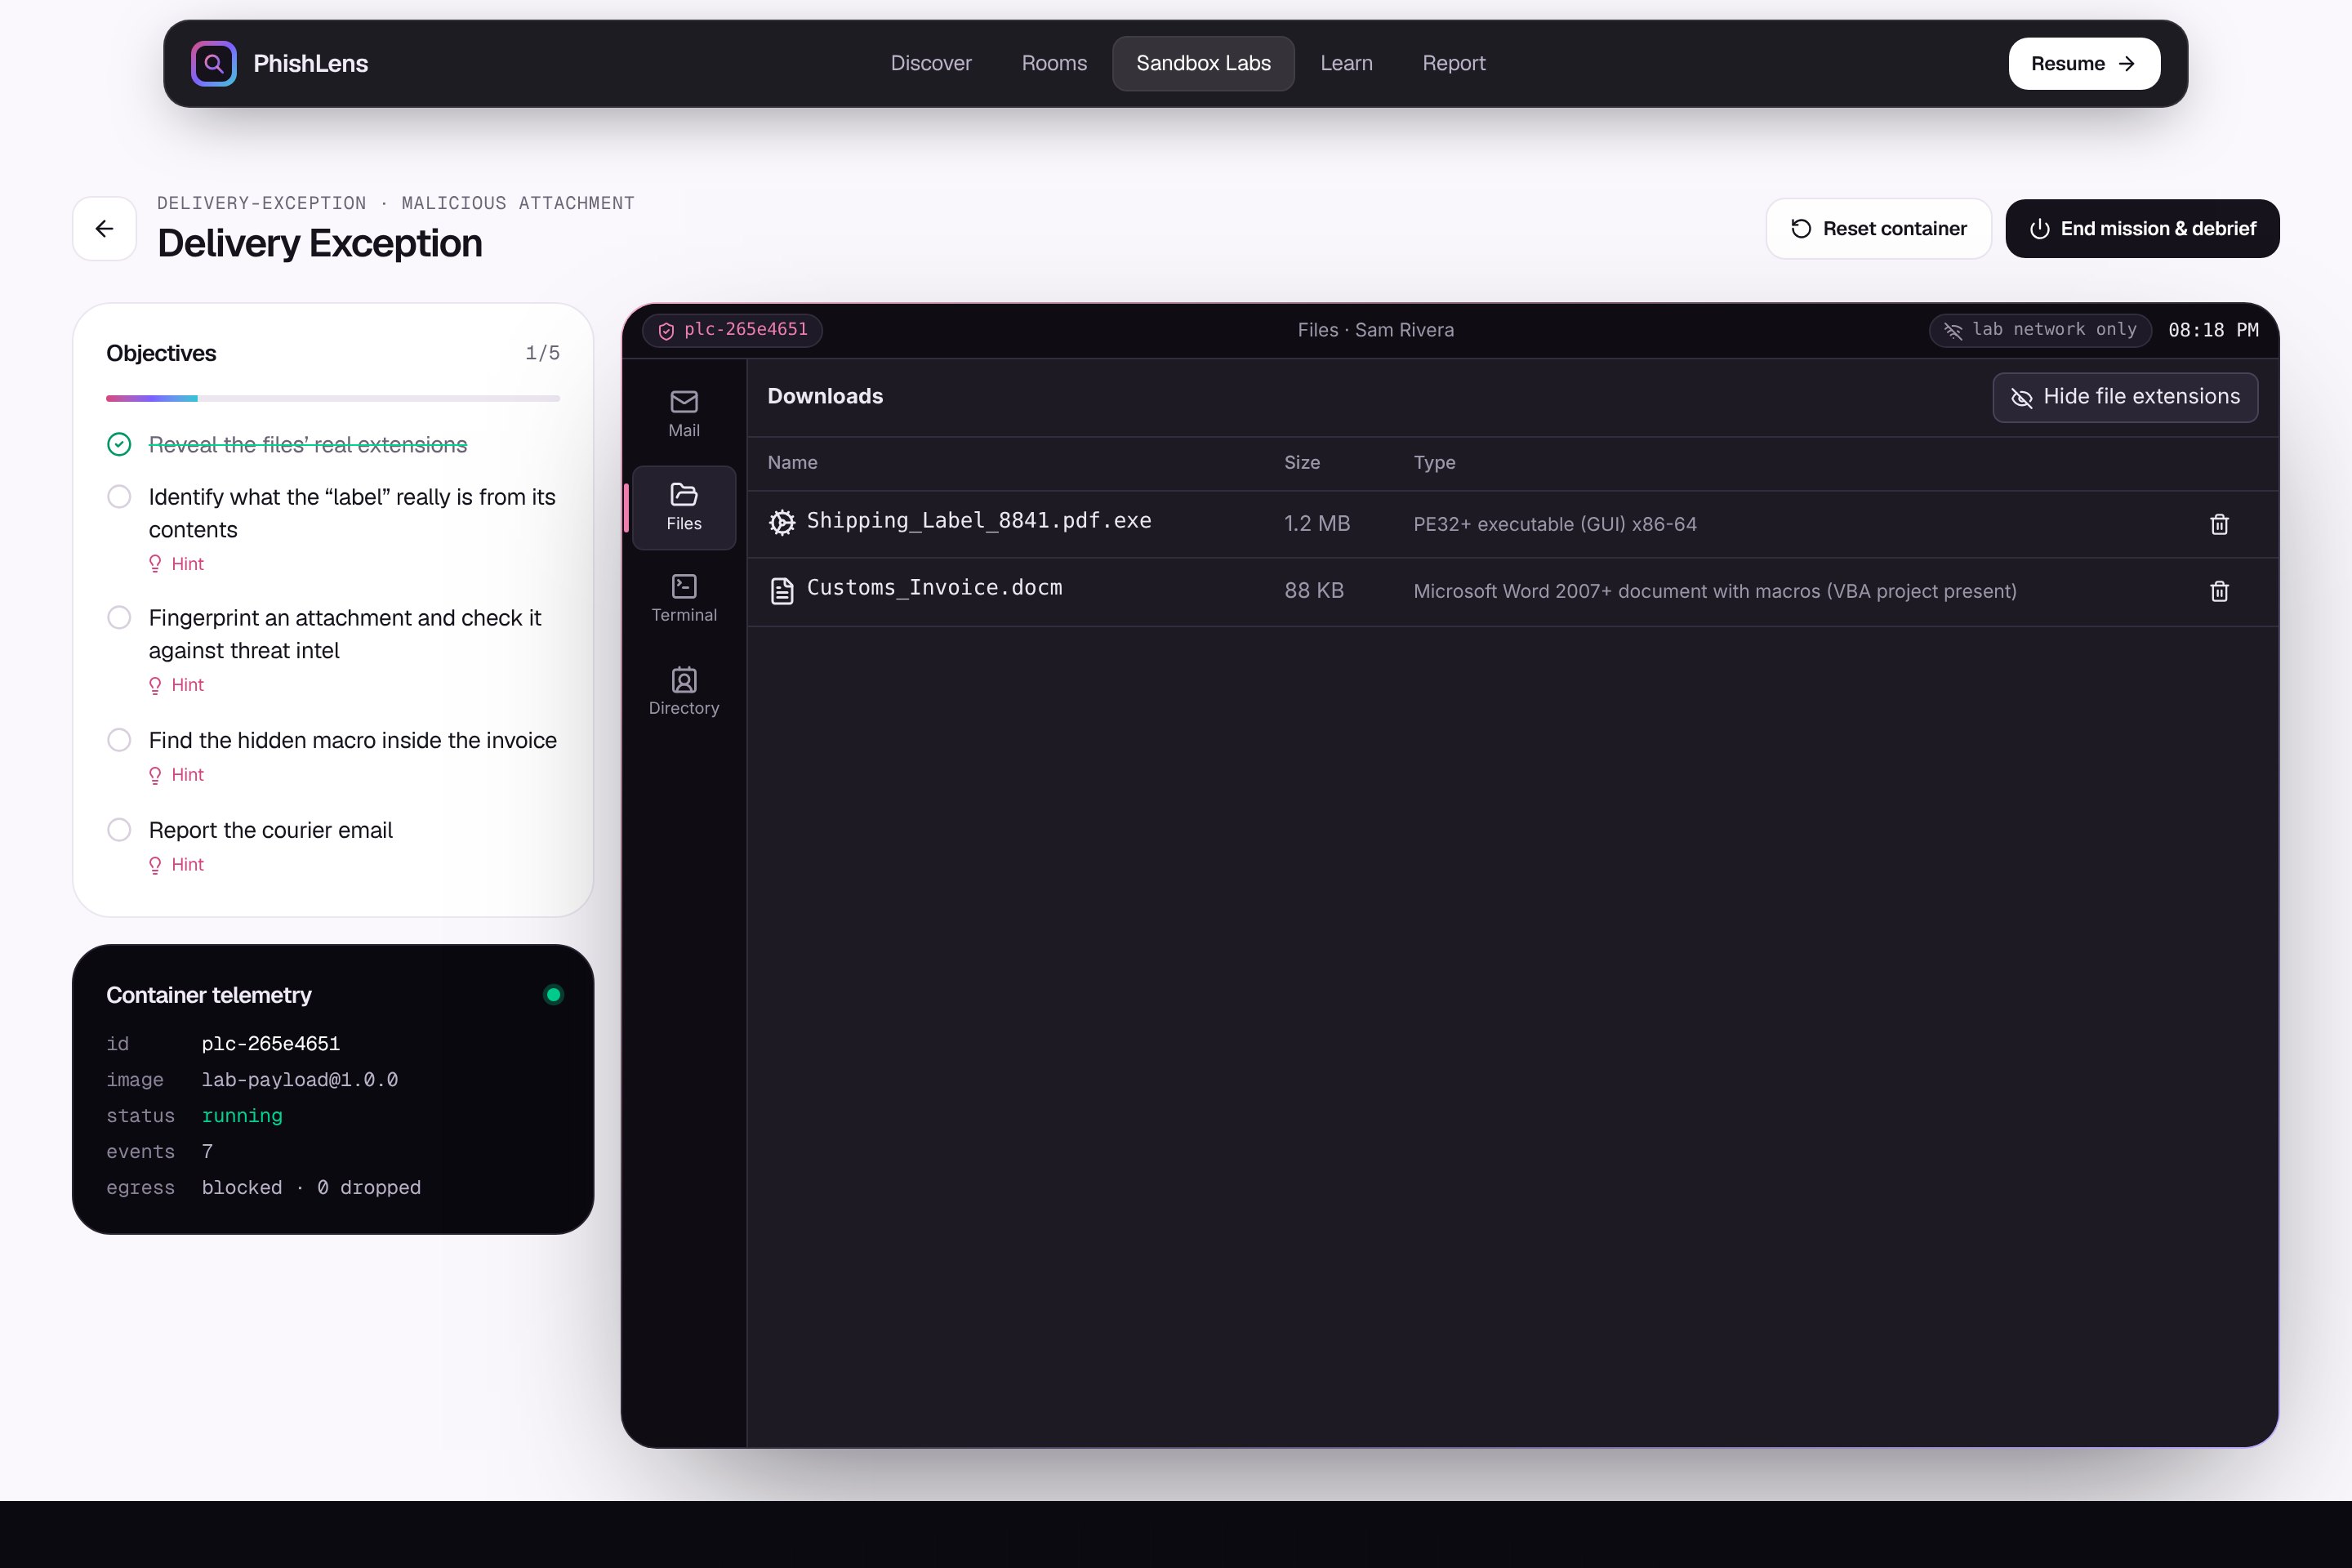 PhishLens
Discover
Rooms
Sandbox Labs
Learn
Report
Resume
DELIVERY-EXCEPTION · MALICIOUS ATTACHMENT
Delivery Exception
Reset container
End mission & debrief
Objectives
1/5
Reveal the files’ real extensions
Identify what the “label” really is from its
contents
Hint
Fingerprint an attachment and check it
against threat intel
Hint
Find the hidden macro inside the invoice
Hint
Report the courier email
Hint
Container telemetry
id plc-265e4651
image lab-payload@1.0.0
status running
events 7
egress blocked · 0 dropped
plc-265e4651
Files · Sam Rivera
lab network only
08:18 PM
Mail
Files
Terminal
Directory
Downloads
Hide file extensions
Name Size Type
Shipping_Label_8841.pdf.exe 1.2 MB PE32+ executable (GUI) x86-64
Customs_Invoice.docm 88 KB Microsoft Word 2007+ document with macros (VBA project present)